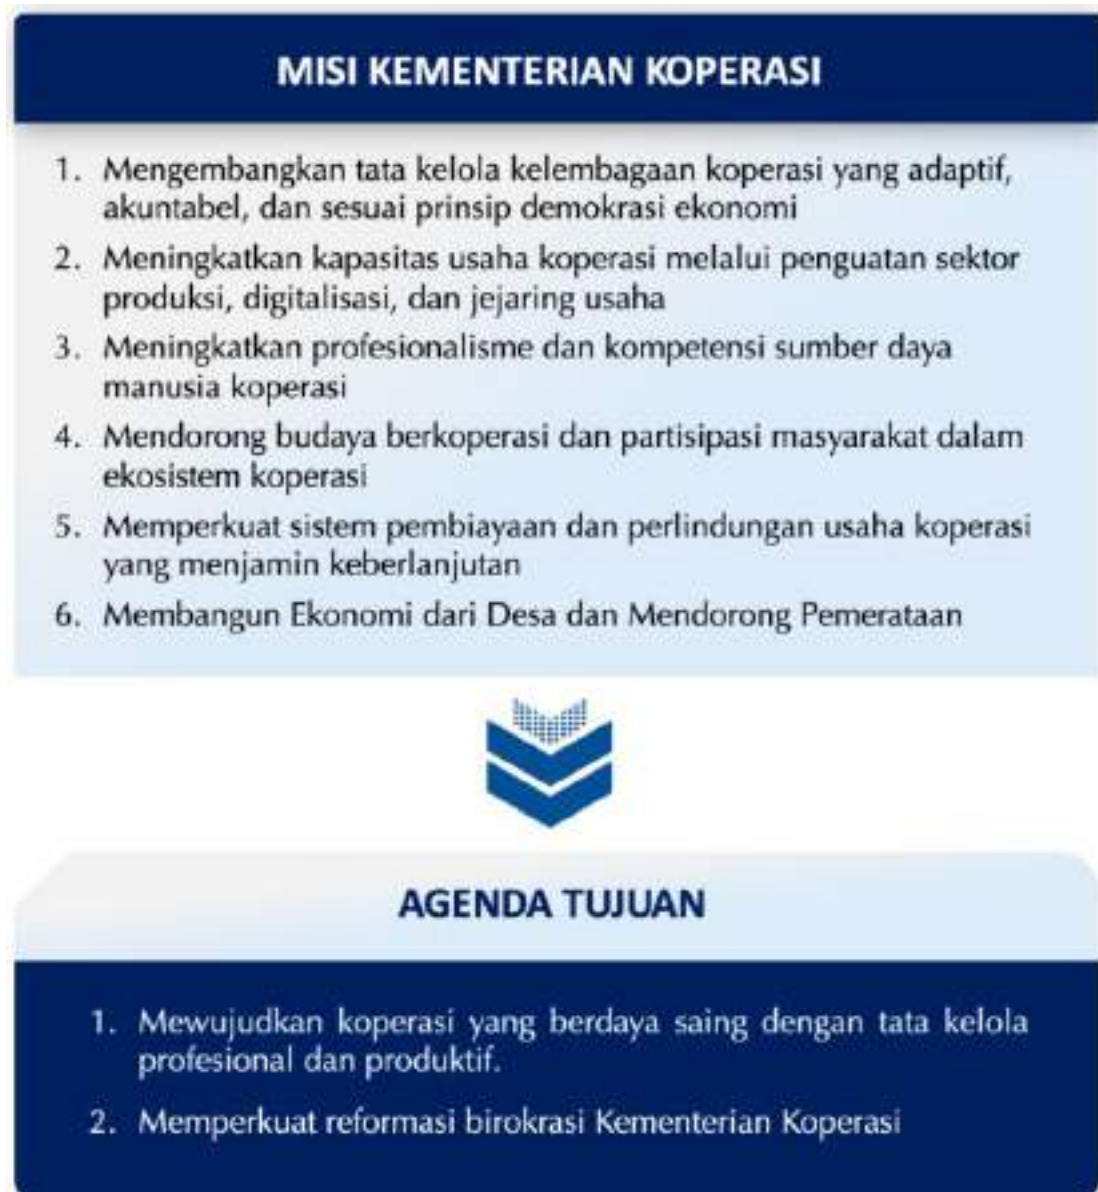 MISI KEMENTERIAN KOPERASI
1. Mengembangkan tata kelola kelembagaan koperasi yang adaptif,
akuntabel, dan sesuai prinsip demokrasi ekonomi
2. Meningkatkan kapasitas usaha koperasi melalui penguatan sektor
produksi, digitalisasi, dan jejaring usaha
3. Meningkatkan profesionalisme dan kompetensi sumber daya
manusia koperasi
4. Mendorong budaya berkoperasi dan partisipasi masyarakat dalam
ekosistem koperasi
5. Memperkuat sistem pembiayaan dan perlindungan usaha koperasi
yang menjamin keberlanjutan
6. Membangun Ekonomi dari Desa dan Mendorong Pemerataan
AGENDA TUJUAN
1. Mewujudkan koperasi yang berdaya saing dengan tata kelola
profesional dan produktif.
2. Memperkuat reformasi birokrasi Kementerian Koperasi